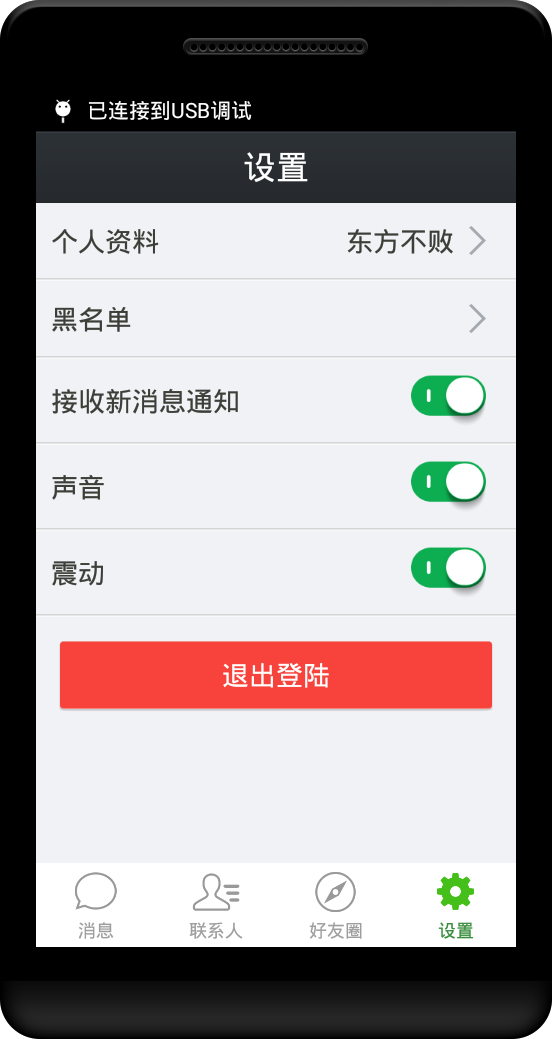 已连接到USB调试
设置
个人资料 东方不败
黑名单
接收新消息通知
声音
震动
退出登陆
消息 联系人 好友圈 设置